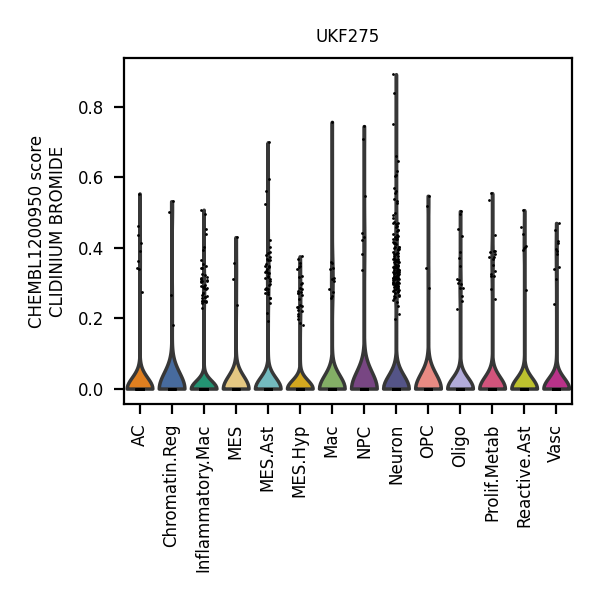 UKF275
CHEMBL1200950 score
CLIDINIUM BROMIDE
0.8
0.6
0.4
0.2
0.0
AC
Chromatin.Reg
Inflammatory.Mac
MES
MES.Ast
MES.Hyp
Mac
NPC
Neuron
OPC
Oligo
Prolif.Metab
Reactive.Ast
Vasc